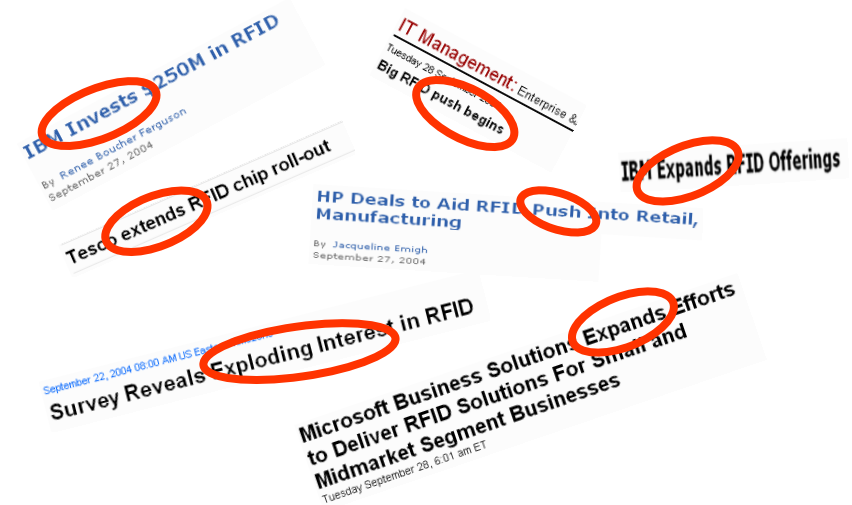 IBM Invests $250M in RFID
By Renee Boucher Ferguson
September 27, 2004
IT Management: Enterprise &
Tuesday 28 September
Big RFID push begins
IBM Expands RFID Offerings
Tesco extends RFID chip roll-out
HP Deals to Aid RFID Push Into Retail,
Manufacturing
By Jacqueline Emigh
September 27, 2004
September 22, 2004 08:00 AM US
Survey Reveals Exploding Interest in RFID
Microsoft Business Solutions Expands Efforts
to Deliver RFID Solutions For Small and
Midmarket Segment Businesses
Tuesday September 28, 6:01 am ET